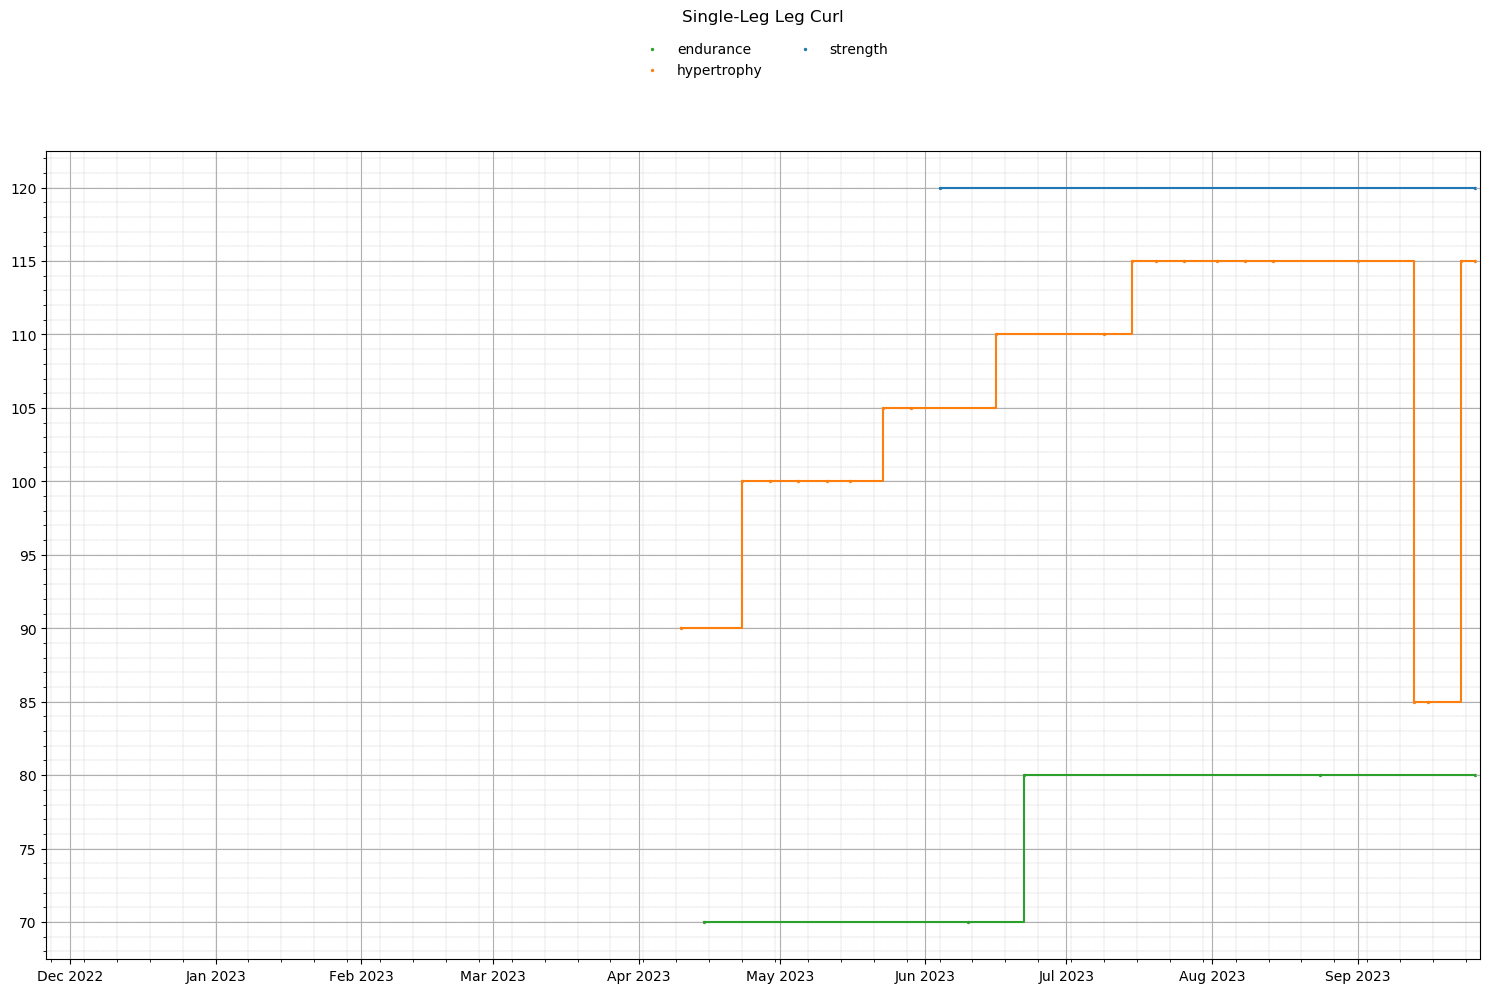 Single-Leg Leg Curl
endurance
hypertrophy
strength
120
115
110
105
100
95
90
85
80
75
70
Dec 2022
Jan 2023
Feb 2023
Mar 2023
Apr 2023
May 2023
Jun 2023
Jul 2023
Aug 2023
Sep 2023